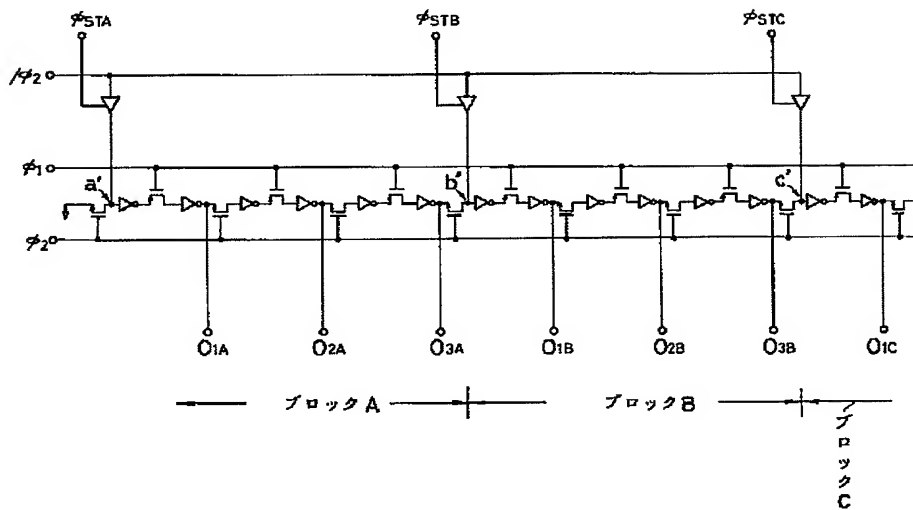 φSTA φSTB φSTC
/φ2
φ1
a' b' c'
φ2
O1A O2A O3A O1B O2B O3B O1C
ブロックA ブロックB ブロックC